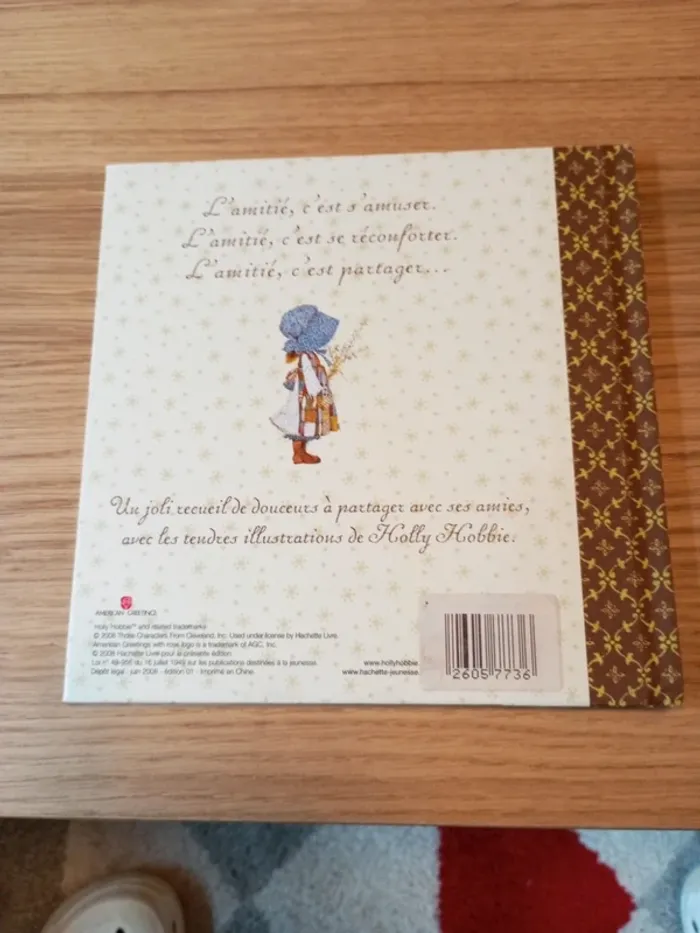 L'amitié, c'est s'amuser.
L'amitié, c'est se réconforter.
L'amitié, c'est partager...
Un joli recueil de douceurs à partager avec ses amies,
avec les tendres illustrations de Holly Hobbie.
AMERICAN GREETINGS
Holly Hobbie™ and related trademarks
© 2008 Those Characters From Cleveland, Inc. Used under license by Hachette Livre.
American Greetings with rose logo is a trademark of AGC, Inc.
© 2008 Hachette Livre pour la présente édition.
Loi n° 49-956 du 16 juillet 1949 sur les publications destinées à la jeunesse.
Dépôt légal : juin 2008 - édition 01 - Imprimé en Chine.
www.hollyhobbie
www.hachette-jeunesse
2605 7736